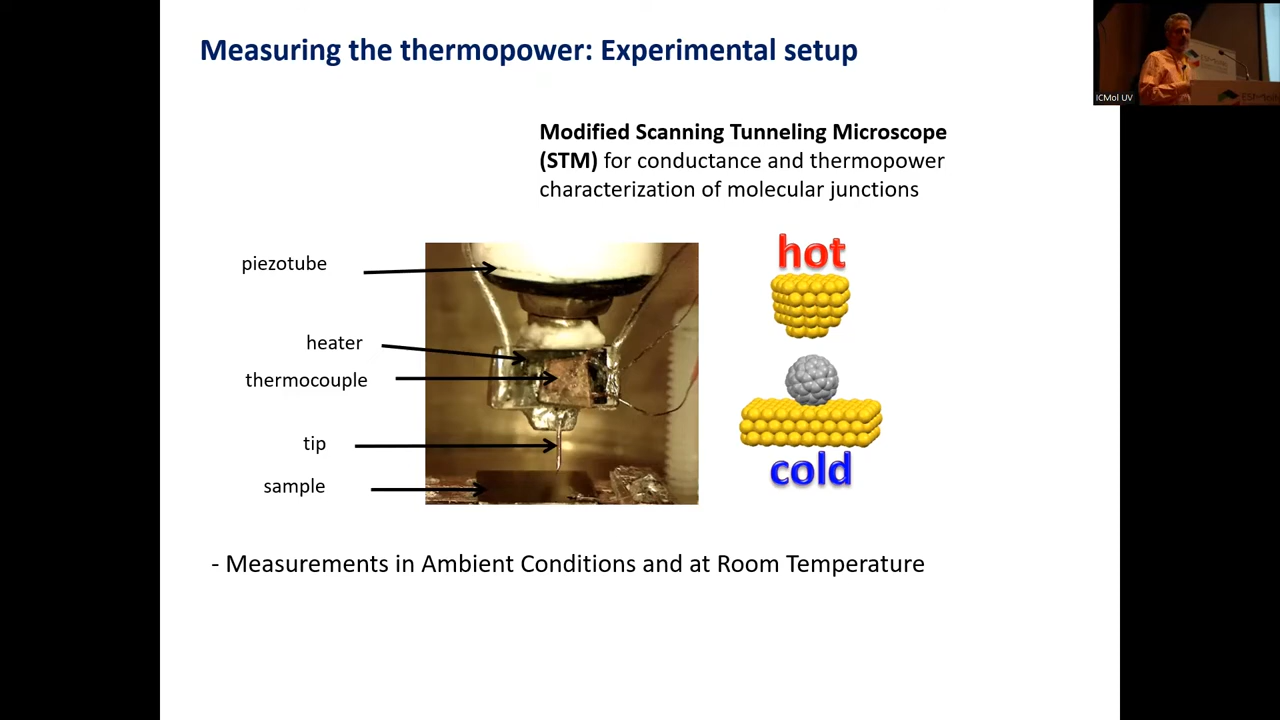 Measuring the thermopower: Experimental setup
ICMol UV
Modified Scanning Tunneling Microscope
(STM) for conductance and thermopower
characterization of molecular junctions
piezotube
heater
thermocouple
tip
sample
hot
cold
- Measurements in Ambient Conditions and at Room Temperature